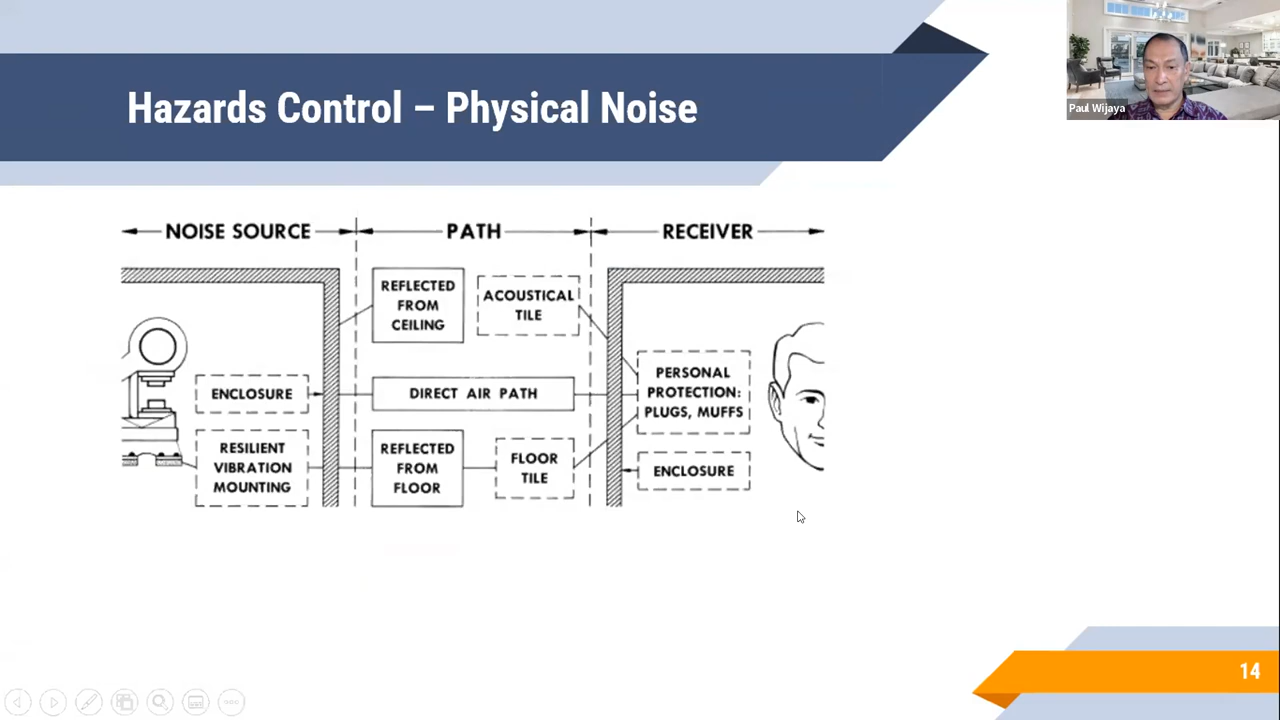 Hazards Control – Physical Noise
Paul Wijaya
NOISE SOURCE
PATH
RECEIVER
REFLECTED
FROM
CEILING
ACOUSTICAL
TILE
ENCLOSURE
DIRECT AIR PATH
PERSONAL
PROTECTION:
PLUGS, MUFFS
RESILIENT
VIBRATION
MOUNTING
REFLECTED
FROM
FLOOR
FLOOR
TILE
ENCLOSURE
14